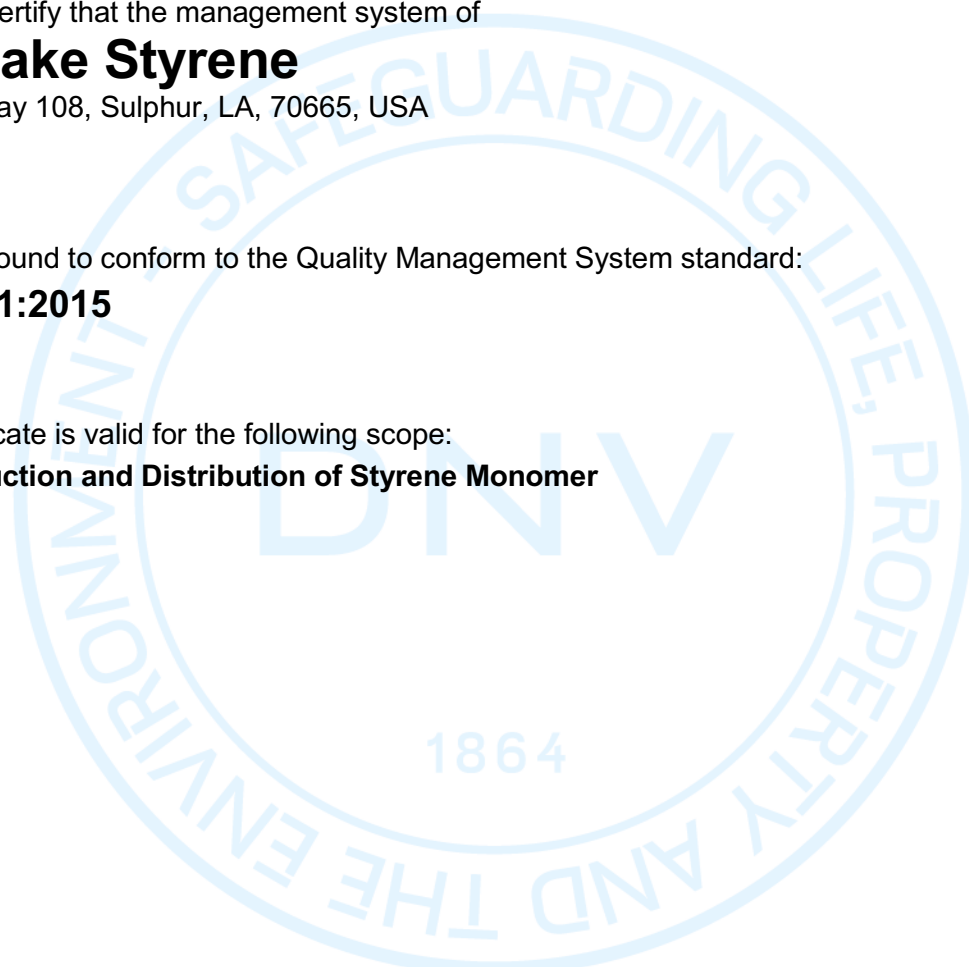 ertify that the management system of
ake Styrene
ay 108, Sulphur, LA, 70665, USA
ound to conform to the Quality Management System standard:
1:2015
cate is valid for the following scope:
ction and Distribution of Styrene Monomer
SAFEGUARDING LIFE, PROPERTY AND THE ENVIRONMENT -
DNV
1864